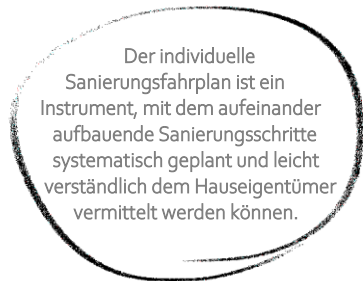 Der individuelle
Sanierungsfahrplan ist ein
Instrument, mit dem aufeinander
aufbauende Sanierungsschritte
systematisch geplant und leicht
verständlich dem Hauseigentümer
vermittelt werden können.